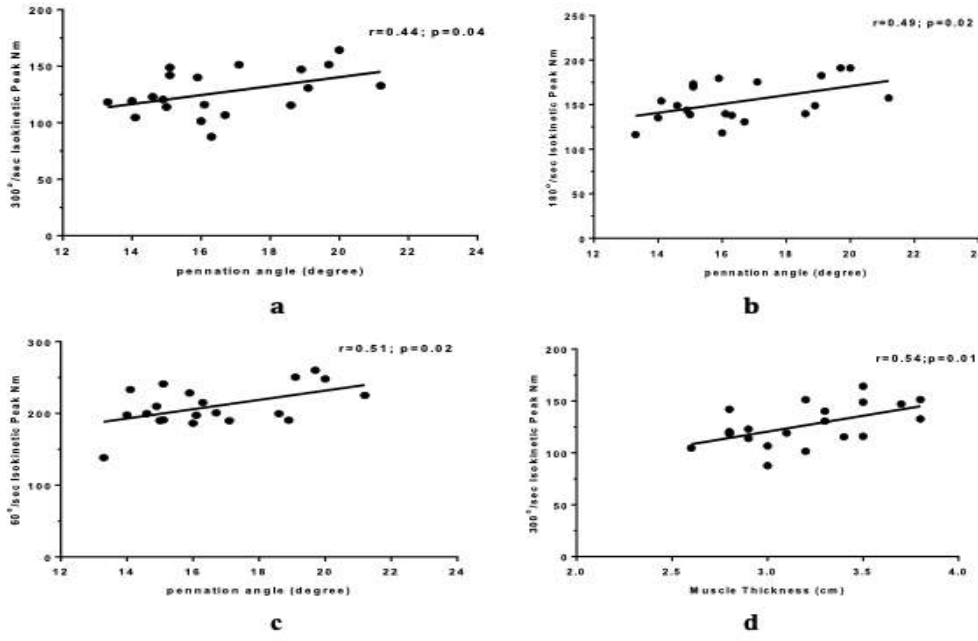 200
150
100
50
0
300°/sec Isokinetic Peak Nm
r=0.44; p=0.04
12 14 16 18 20 22 24
pennation angle (degree)
a
250
200
150
100
50
0
180°/sec Isokinetic Peak Nm
r=0.49; p=0.02
12 14 16 18 20 22 24
pennation angle (degree)
b
300
200
100
0
60°/sec Isokinetic Peak Nm
r=0.51; p=0.02
12 14 16 18 20 22 24
pennation angle (degree)
c
200
150
100
50
0
300°/sec Isokinetic Peak Nm
r=0.54;p=0.01
2.0 2.5 3.0 3.5 4.0
Muscle Thickness (cm)
d